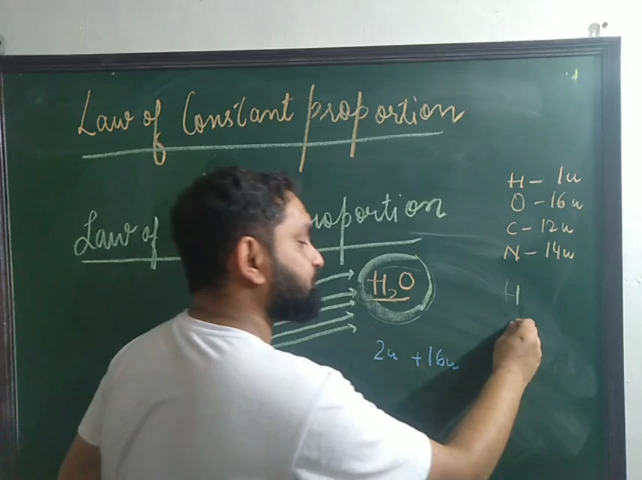 Law of Constant proportion
Law of roportion
H2O
2u + 16u
H - 1u
O - 16u
C - 12u
N - 14u
H